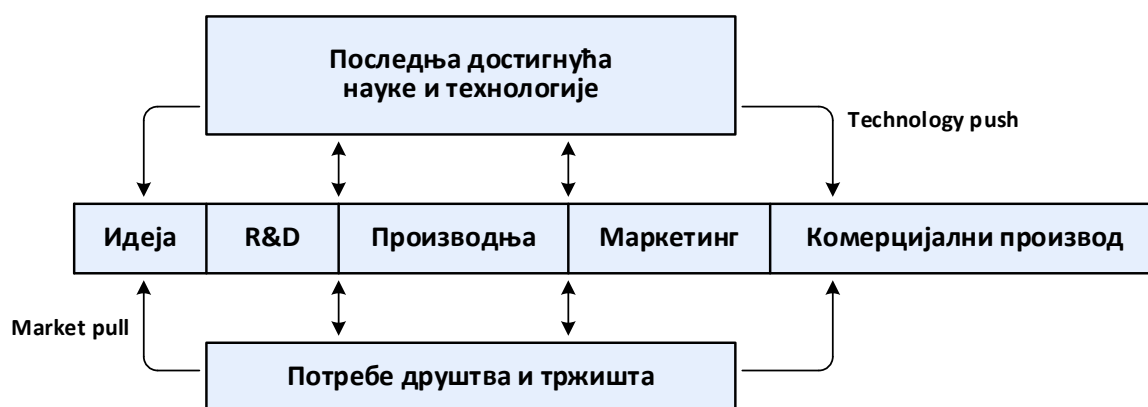 Последња достигнућа
науке и технологије
Technology push
Идеја
R&D
Производња
Маркетинг
Комерцијални производ
Market pull
Потребе друштва и тржишта